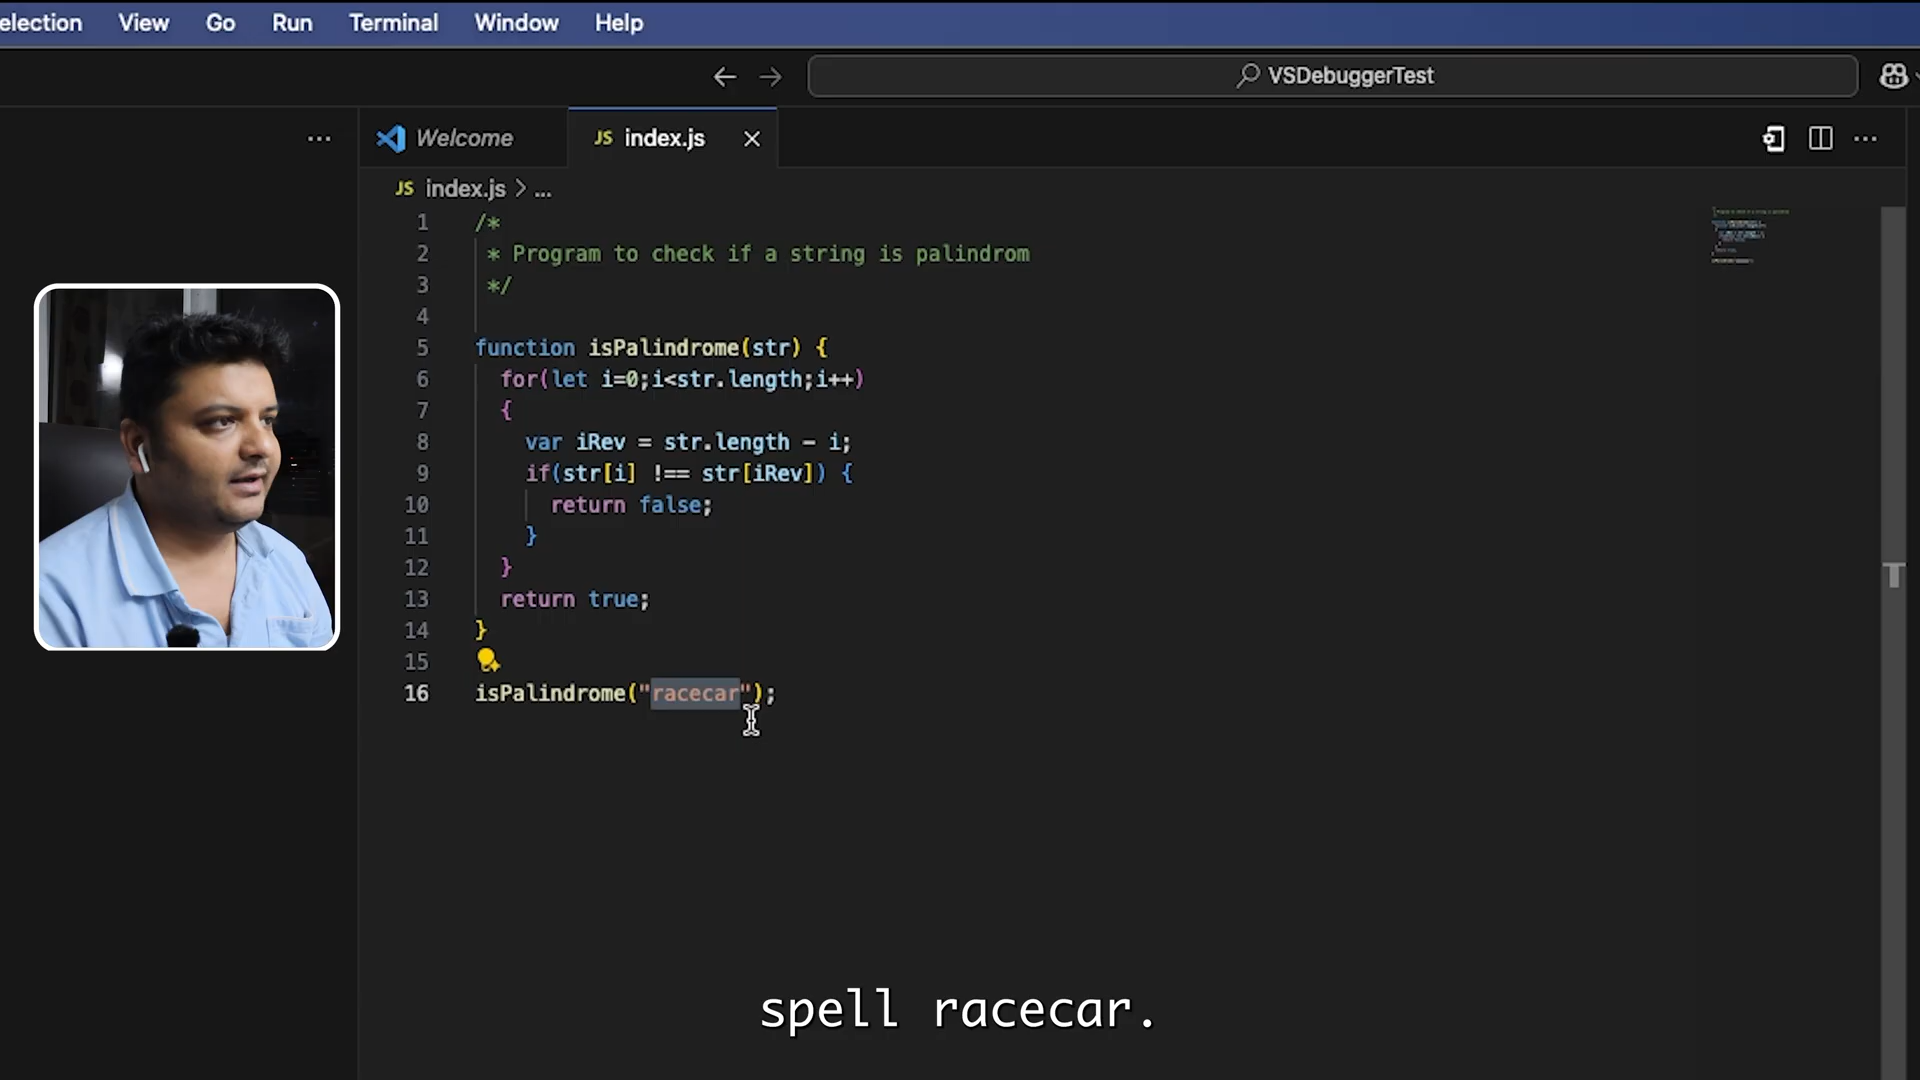 election View Go Run Terminal Window Help
VSDebuggerTest
Welcome JS index.js
JS index.js > ...
1 /*
2 * Program to check if a string is palindrom
3 */
4
5 function isPalindrome(str) {
6 for(let i=0;i<str.length;i++)
7 {
8 var iRev = str.length - i;
9 if(str[i] !== str[iRev]) {
10 return false;
11 }
12 }
13 return true;
14 }
15
16 isPalindrome("racecar");
spell racecar.